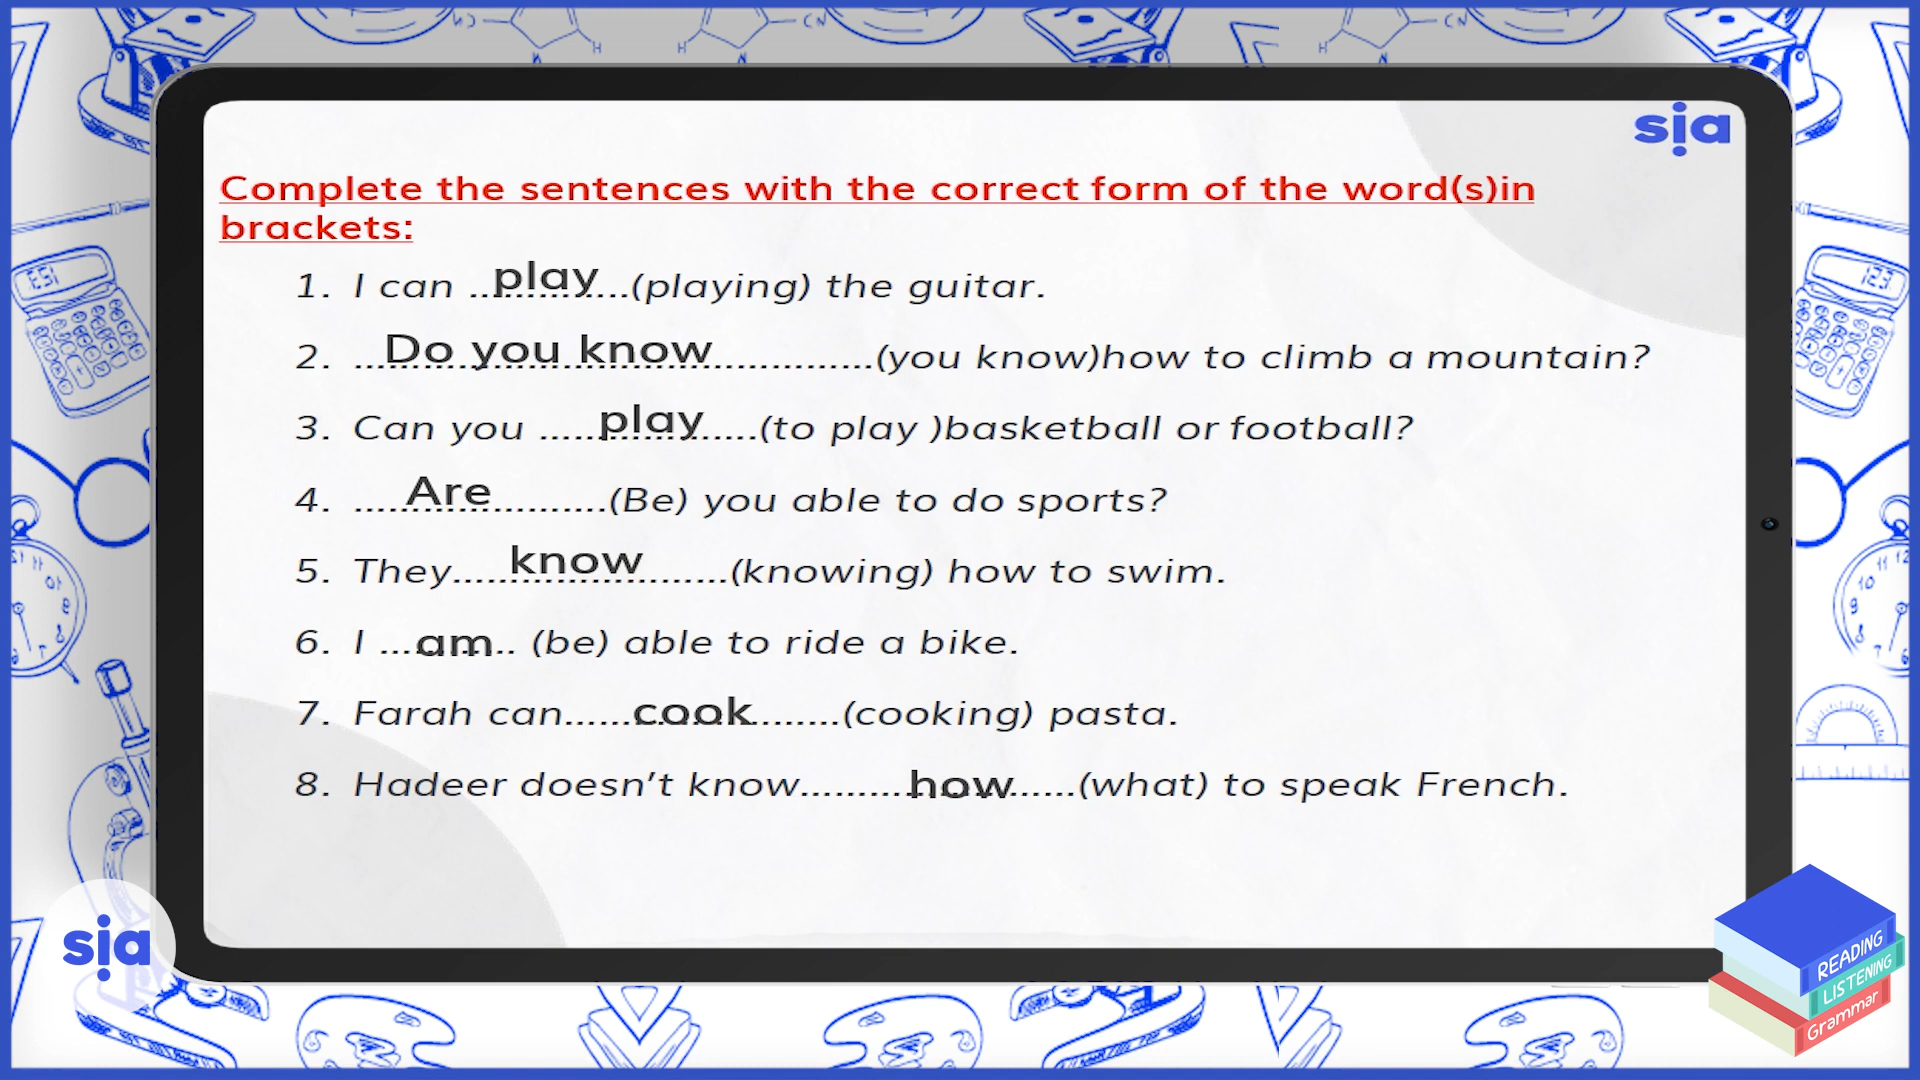 sia
Complete the sentences with the correct form of the word(s)in
brackets:
1. I can ...play...(playing) the guitar.
2. ...Do you know...(you know)how to climb a mountain?
3. Can you ...play...(to play )basketball or football?
4. ...Are...(Be) you able to do sports?
5. They...know...(knowing) how to swim.
6. I ...am.. (be) able to ride a bike.
7. Farah can...cook...(cooking) pasta.
8. Hadeer doesn't know...how...(what) to speak French.
sia
READING
LISTENING
Grammar